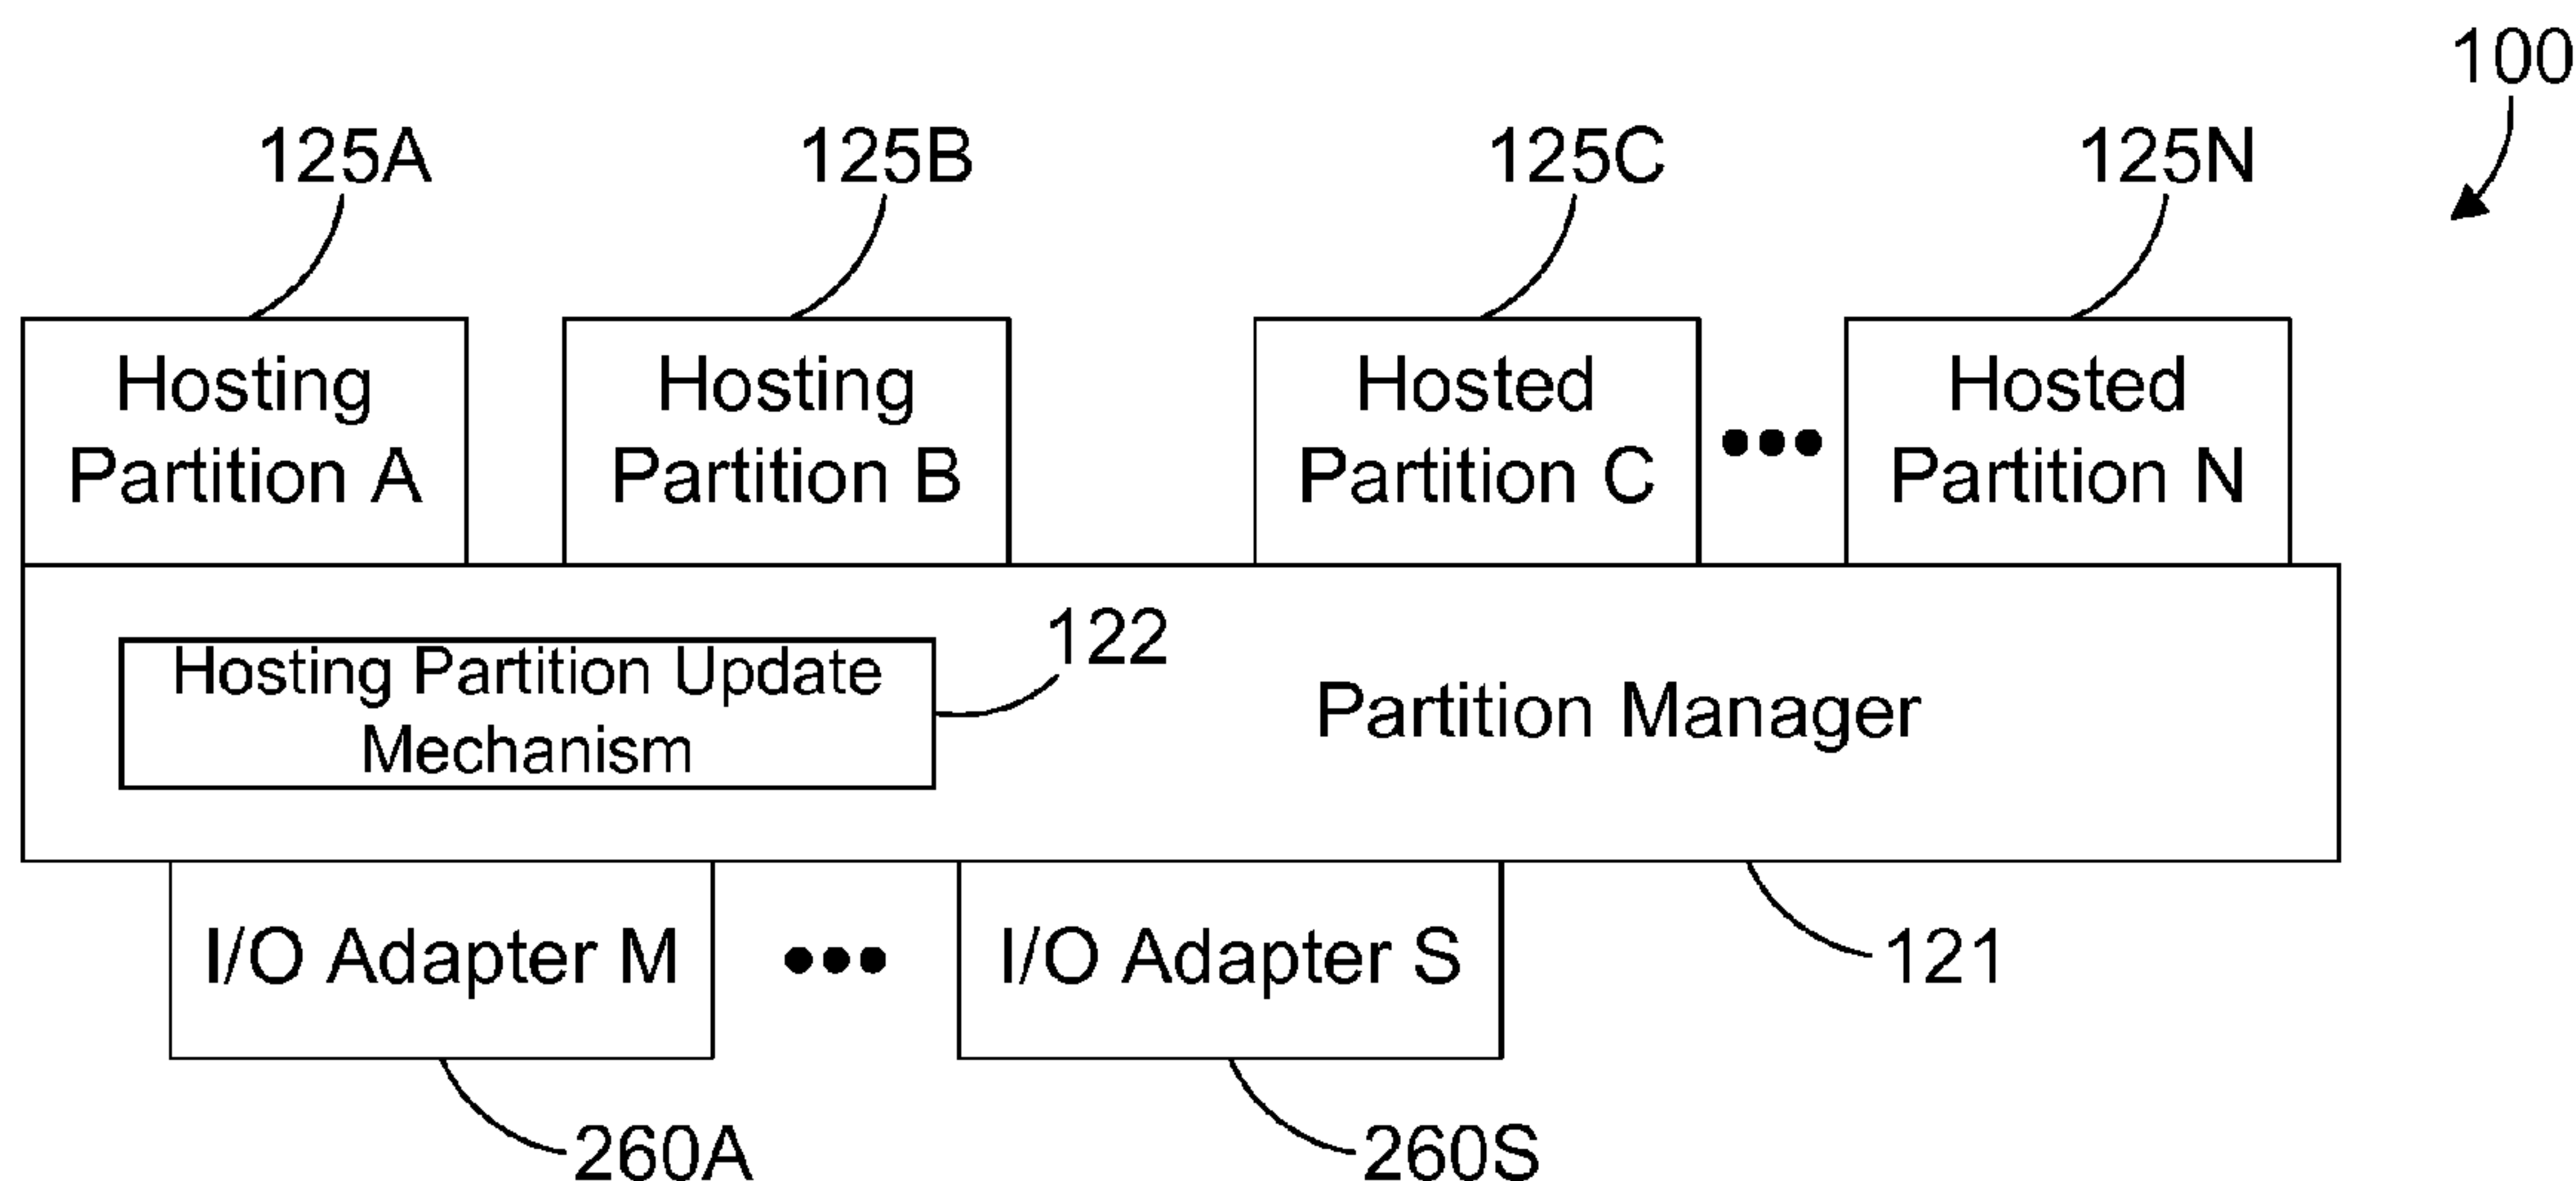 100
125A
125B
125C
125N
Hosting
Partition A
Hosting
Partition B
Hosted
Partition C
Hosted
Partition N
122
Hosting Partition Update
Mechanism
Partition Manager
I/O Adapter M
I/O Adapter S
121
260A
260S